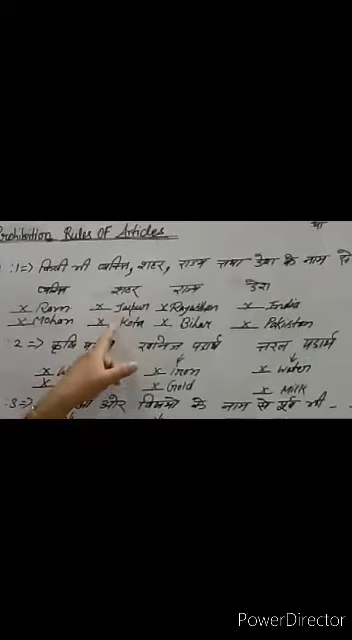 था
Prohibition Rules Of Articles
:1=> किसी भी व्यक्ति, शहर, राज्य तथा देश के नाम से
व्यक्ति शहर राज्य देश
x Ram x Jaipur x Rajasthan x India
x Mohan x Kota x Bihar x Pakistan
:2=> कृषि खनिज पदार्थ तरल पदार्थ
x x Iron x Water
x x Gold x Milk
:3=> और विषयों के नाम से पूर्व भी -
PowerDirector